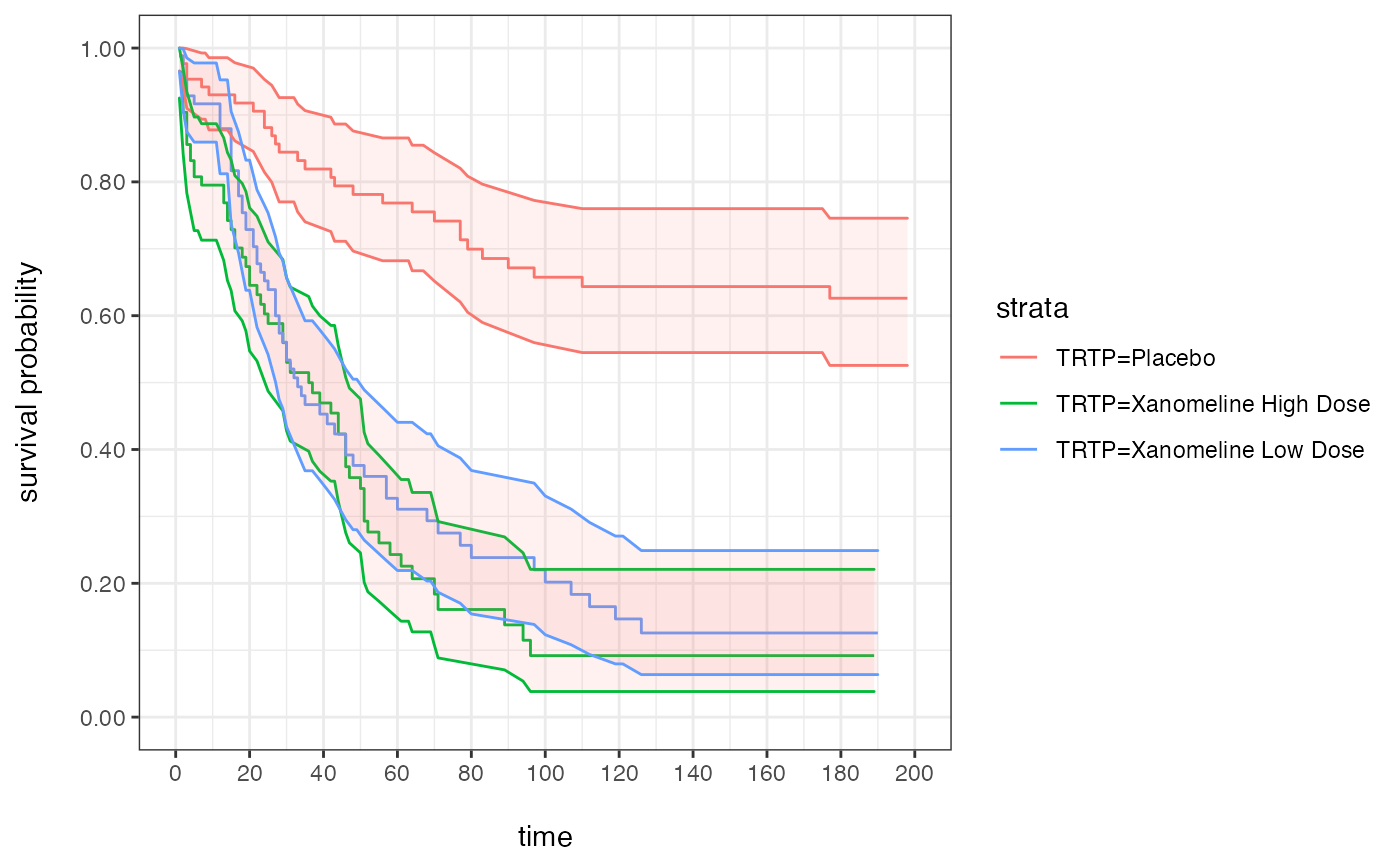 survival probability
1.00
0.80
0.60
0.40
0.20
0.00
0 20 40 60 80 100 120 140 160 180 200
time
strata
TRTP=Placebo
TRTP=Xanomeline High Dose
TRTP=Xanomeline Low Dose